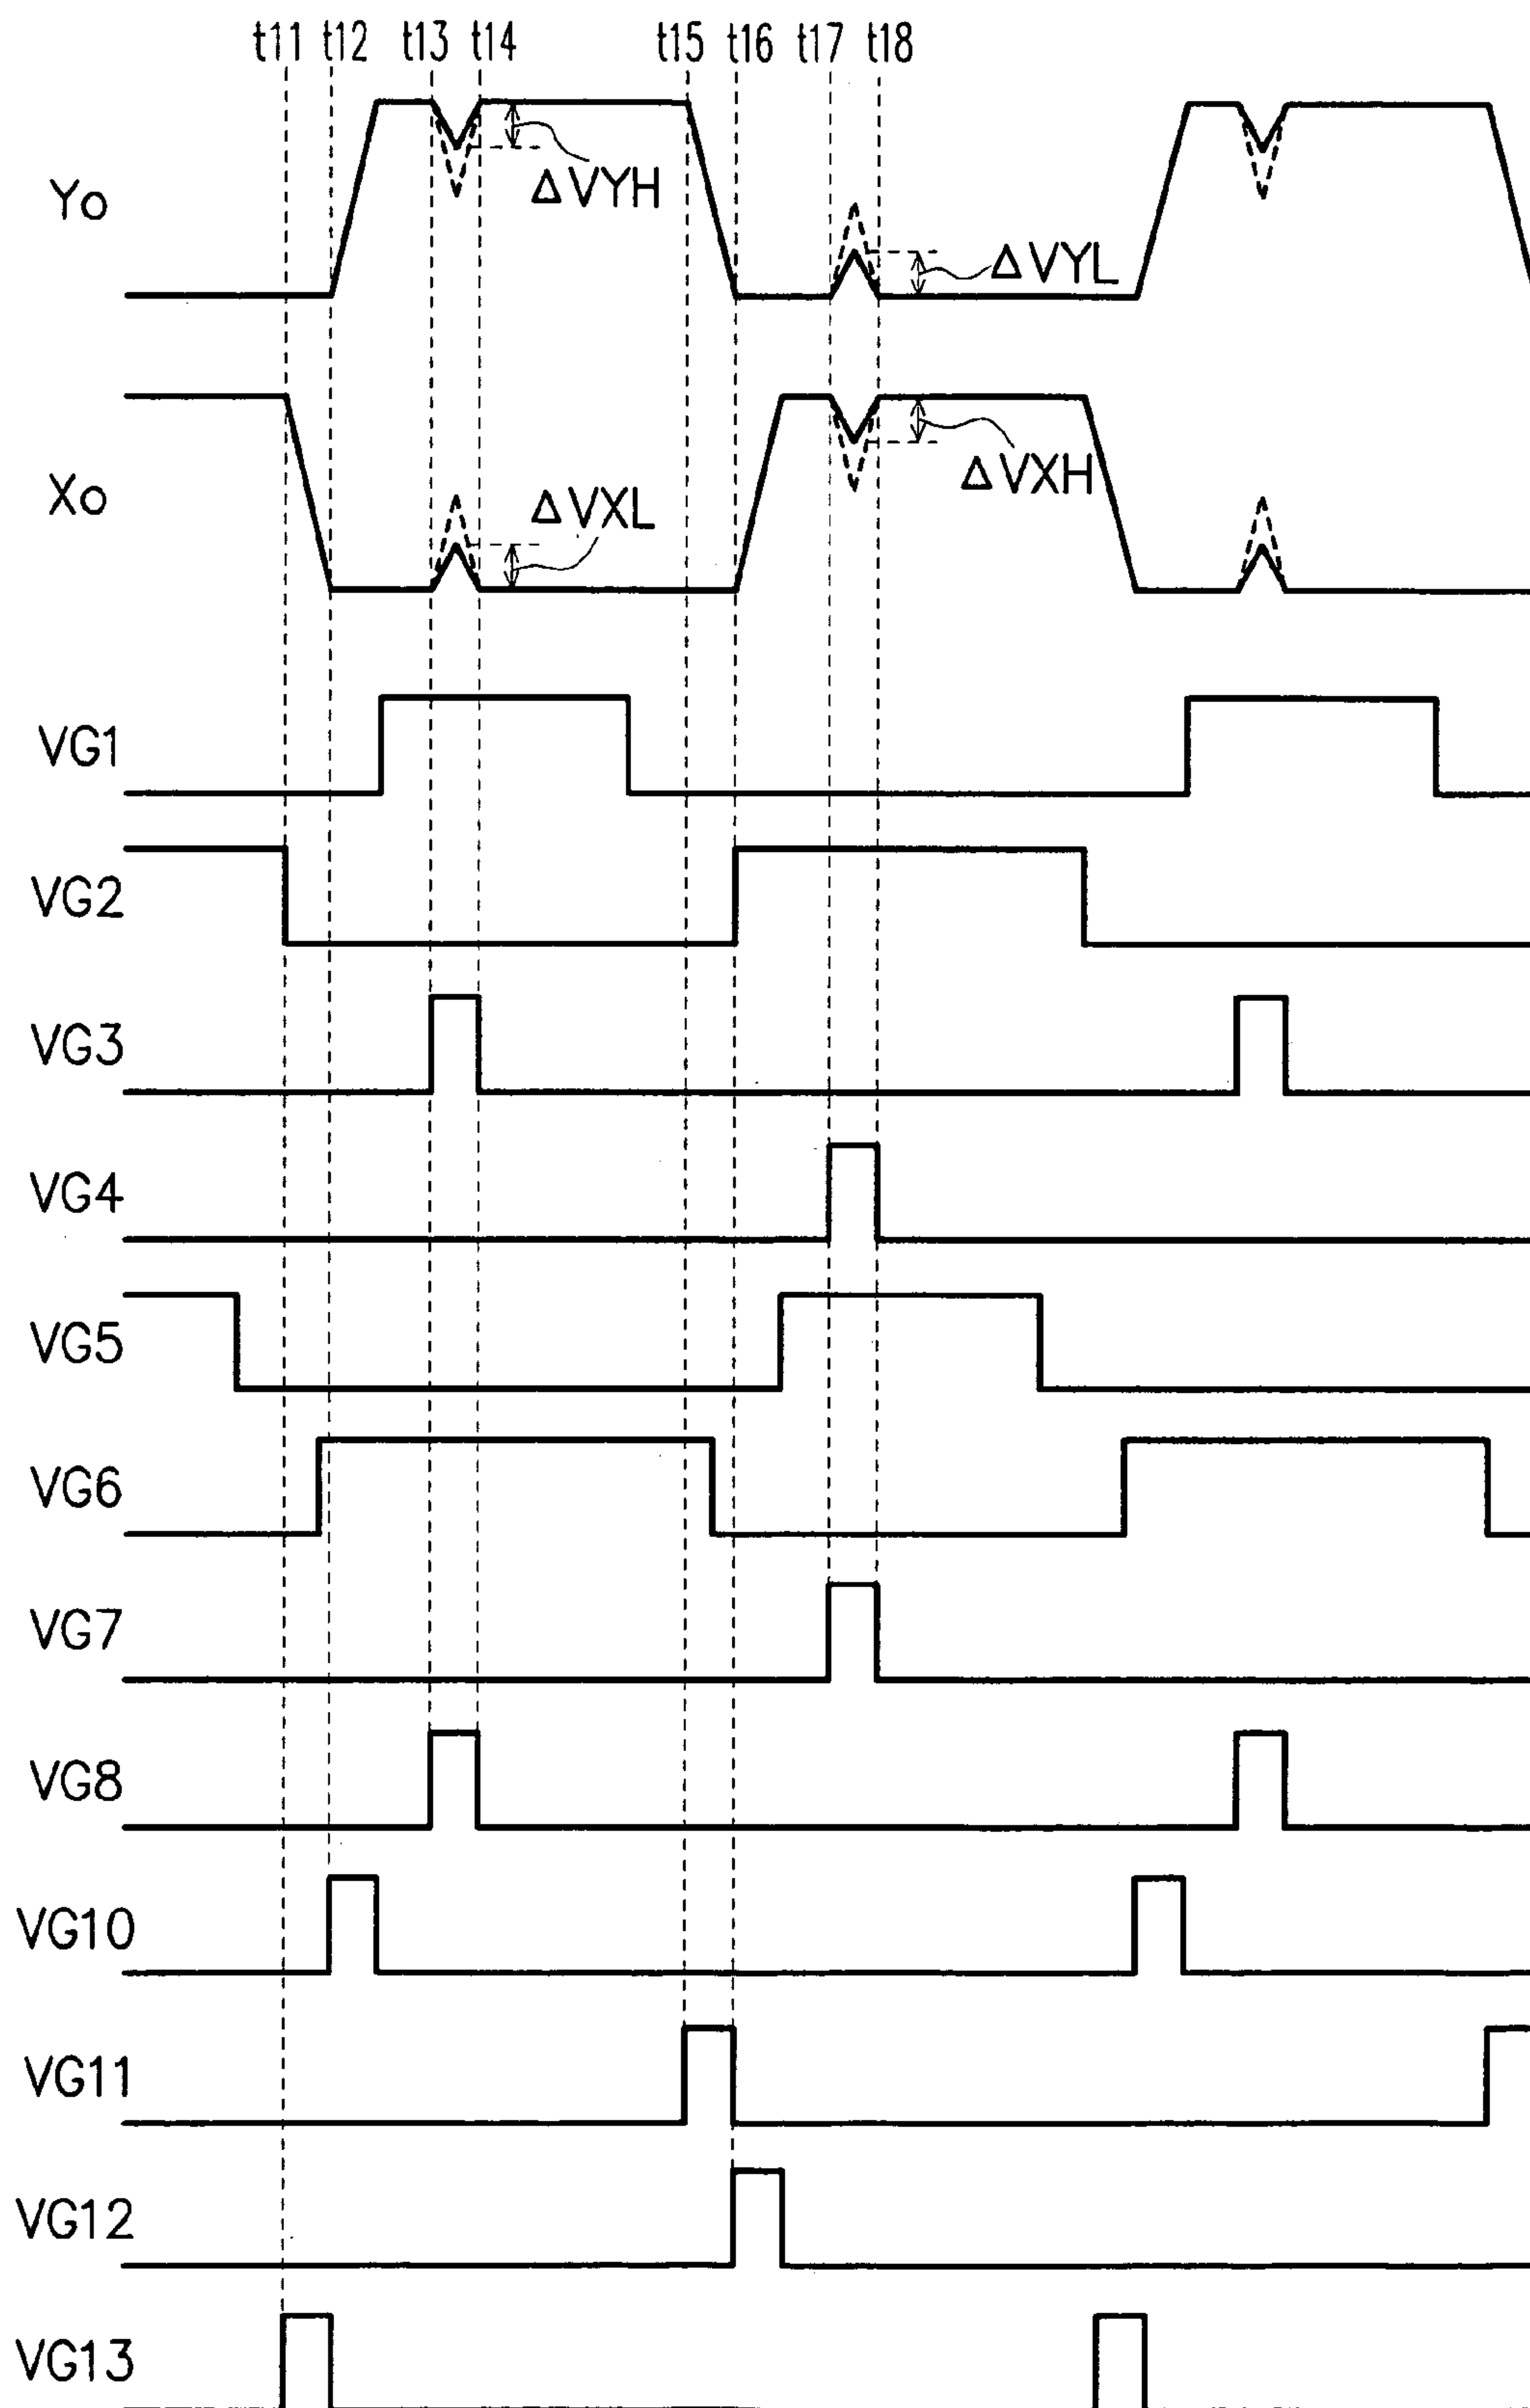 t11 t12 t13 t14 t15 t16 t17 t18
Yo
ΔVYH
ΔVYL
Xo
ΔVXL
ΔVXH
VG1
VG2
VG3
VG4
VG5
VG6
VG7
VG8
VG10
VG11
VG12
VG13